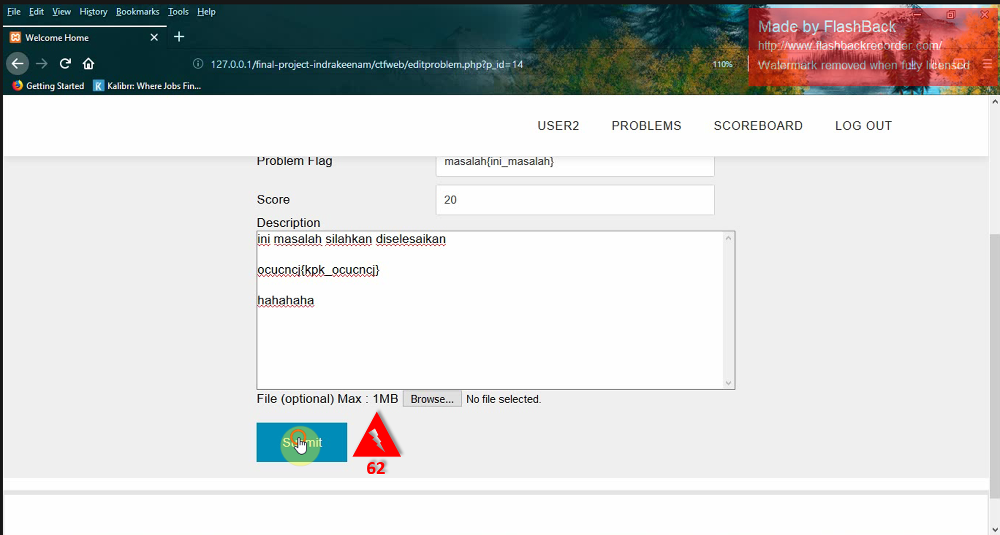 File Edit View History Bookmarks Tools Help
Made by FlashBack
Welcome Home
http://www.flashbackrecorder.com/
127.0.0.1/final-project-indrakeenam/ctfweb/editproblem.php?p_id=14
110%
Watermark removed when fully licensed
Getting Started
Kalibrr: Where Jobs Fin...
USER2 PROBLEMS SCOREBOARD LOG OUT
Problem Flag
masalah{ini_masalah}
Score
20
Description
ini masalah silahkan diselesaikan
ocucncj{kpk_ocucncj}
hahahaha
File (optional) Max : 1MB Browse... No file selected.
Submit
62